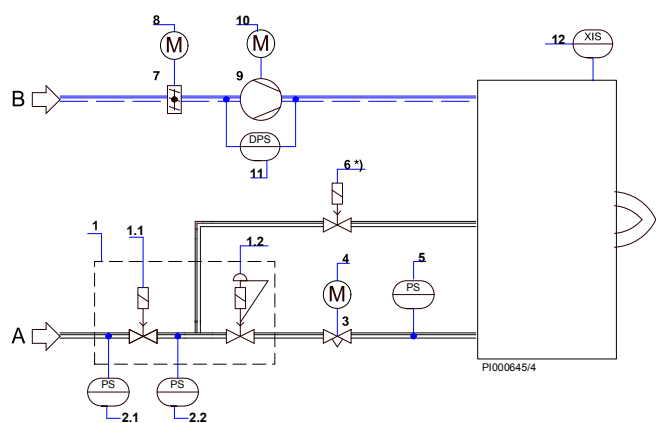 8
10
12
XIS
M
M
7
9
B
DPS
11
6 *)
1
1.1
1.2
4
5
M
PS
A
3
PI000645/4
PS
PS
2.1
2.2